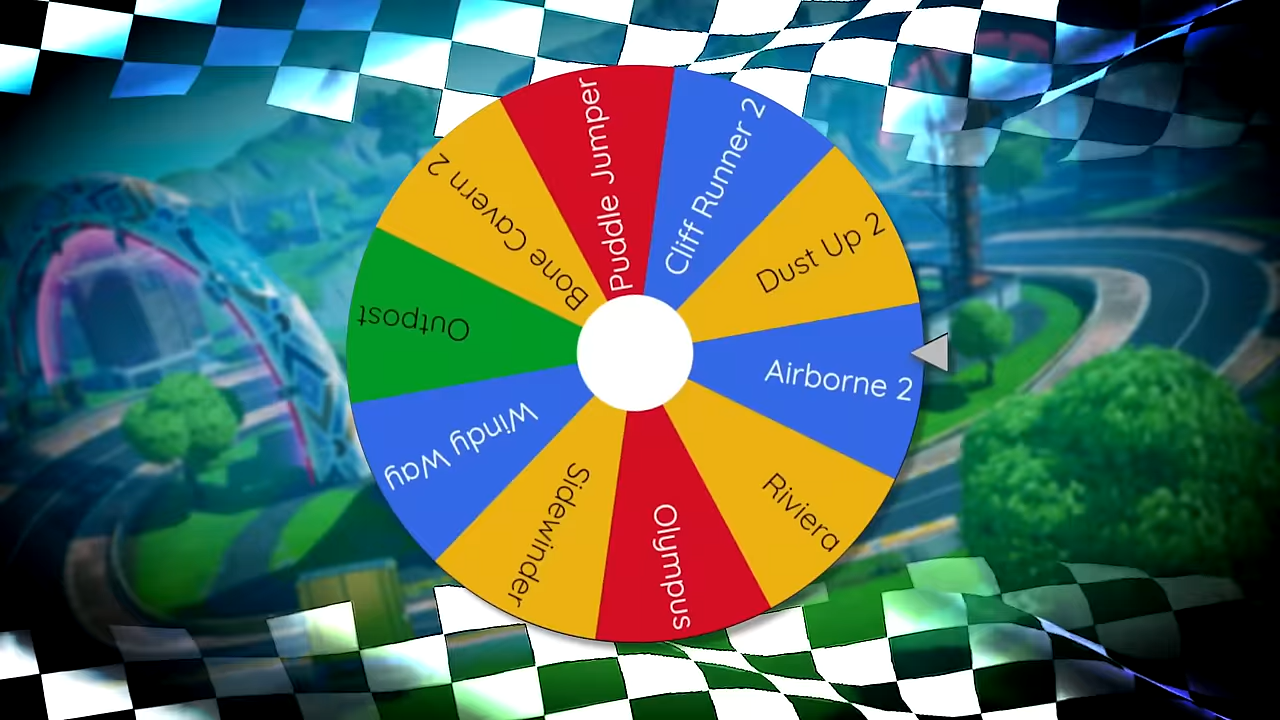 Puddle Jumper
Cliff Runner 2
Dust Up 2
Airborne 2
Riviera
Olympus
Sidewinder
Windy Way
Outpost
Bone Cavern 2